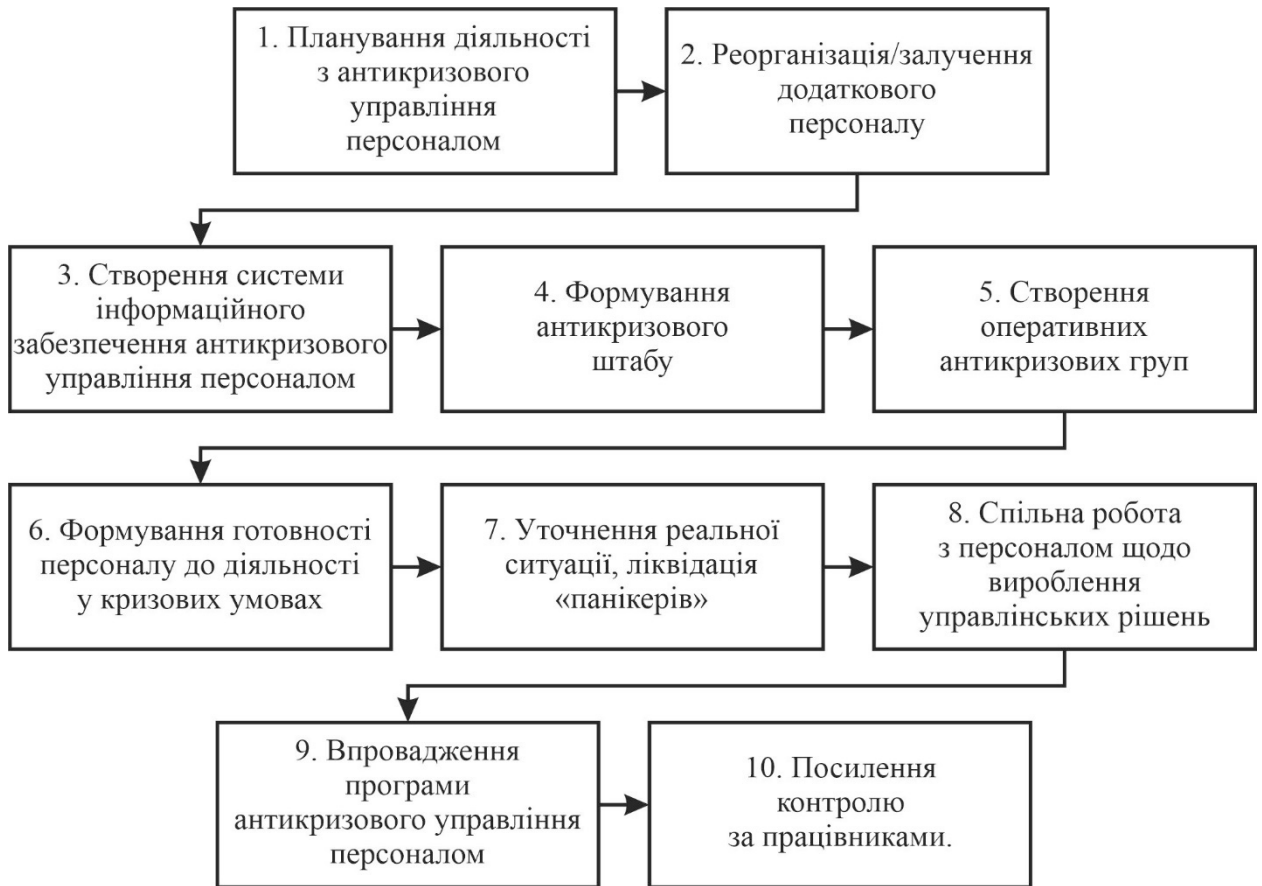 1. Планування діяльності
з антикризового
управління
персоналом
2. Реорганізація/залучення
додаткового
персоналу
3. Створення системи
інформаційного
забезпечення антикризового
управління персоналом
4. Формування
антикризового
штабу
5. Створення
оперативних
антикризових груп
6. Формування готовності
персоналу до діяльності
у кризових умовах
7. Уточнення реальної
ситуації, ліквідація
«панікерів»
8. Спільна робота
з персоналом щодо
вироблення
управлінських рішень
9. Впровадження
програми
антикризового управління
персоналом
10. Посилення
контролю
за працівниками.